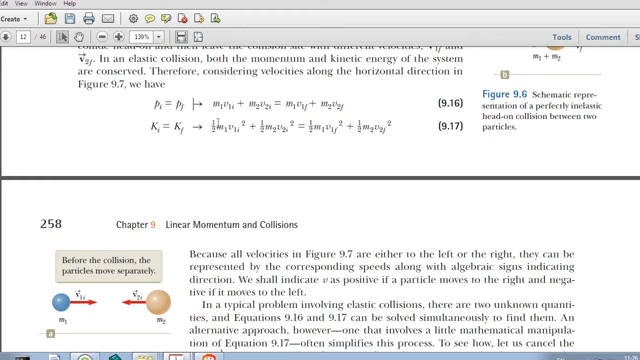 Create
12 / 46
139%
Tools
Fill & Sign
Comment
collide head-on and then leave the collision site with different velocities, v⃗1f and
v⃗2f. In an elastic collision, both the momentum and kinetic energy of the system
are conserved. Therefore, considering velocities along the horizontal direction in
Figure 9.7, we have
pi = pf → m1v1i + m2v2i = m1v1f + m2v2f (9.16)
Ki = Kf → ½m1v1i² + ½m2v2i² = ½m1v1f² + ½m2v2f² (9.17)
m1 + m2
b
Figure 9.6 Schematic repre-
sentation of a perfectly inelastic
head-on collision between two
particles.
258 Chapter 9 Linear Momentum and Collisions
Before the collision, the
particles move separately.
v⃗1i v⃗2i
m1 m2
a
Because all velocities in Figure 9.7 are either to the left or the right, they can be
represented by the corresponding speeds along with algebraic signs indicating
direction. We shall indicate v as positive if a particle moves to the right and nega-
tive if it moves to the left.
In a typical problem involving elastic collisions, there are two unknown quanti-
ties, and Equations 9.16 and 9.17 can be solved simultaneously to find them. An
alternative approach, however—one that involves a little mathematical manipula-
tion of Equation 9.17—often simplifies this process. To see how, let us cancel the